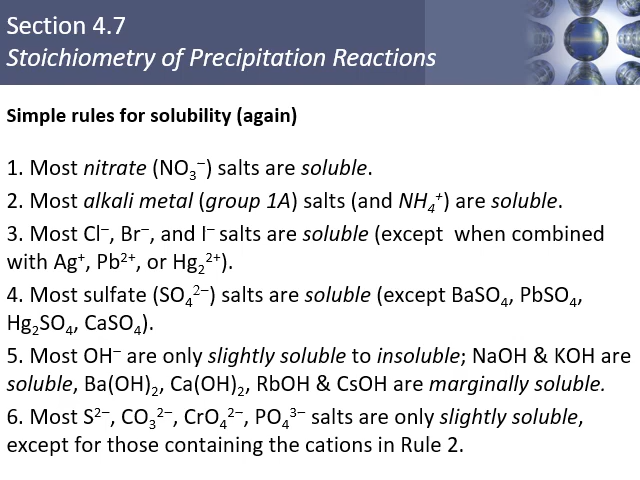 Section 4.7
Stoichiometry of Precipitation Reactions
Simple rules for solubility (again)
1. Most nitrate (NO₃⁻) salts are soluble.
2. Most alkali metal (group 1A) salts (and NH₄⁺) are soluble.
3. Most Cl⁻, Br⁻, and I⁻ salts are soluble (except when combined
with Ag⁺, Pb²⁺, or Hg₂²⁺).
4. Most sulfate (SO₄²⁻) salts are soluble (except BaSO₄, PbSO₄,
Hg₂SO₄, CaSO₄).
5. Most OH⁻ are only slightly soluble to insoluble; NaOH & KOH are
soluble, Ba(OH)₂, Ca(OH)₂, RbOH & CsOH are marginally soluble.
6. Most S²⁻, CO₃²⁻, CrO₄²⁻, PO₄³⁻ salts are only slightly soluble,
except for those containing the cations in Rule 2.